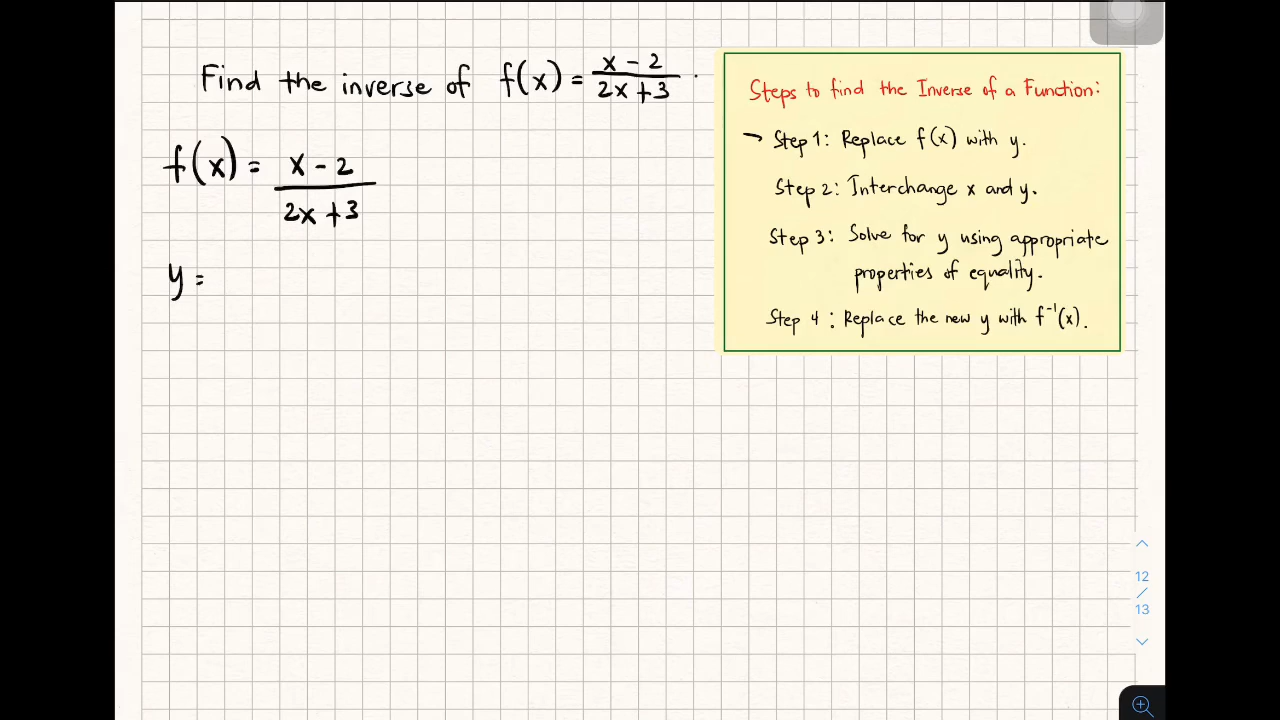 Find the inverse of f(x) = (x - 2)/(2x + 3).
f(x) = (x - 2)/(2x + 3)
y =
Steps to find the Inverse of a Function:
→ Step 1: Replace f(x) with y.
Step 2: Interchange x and y.
Step 3: Solve for y using appropriate
properties of equality.
Step 4: Replace the new y with f⁻¹(x).
12
/
13